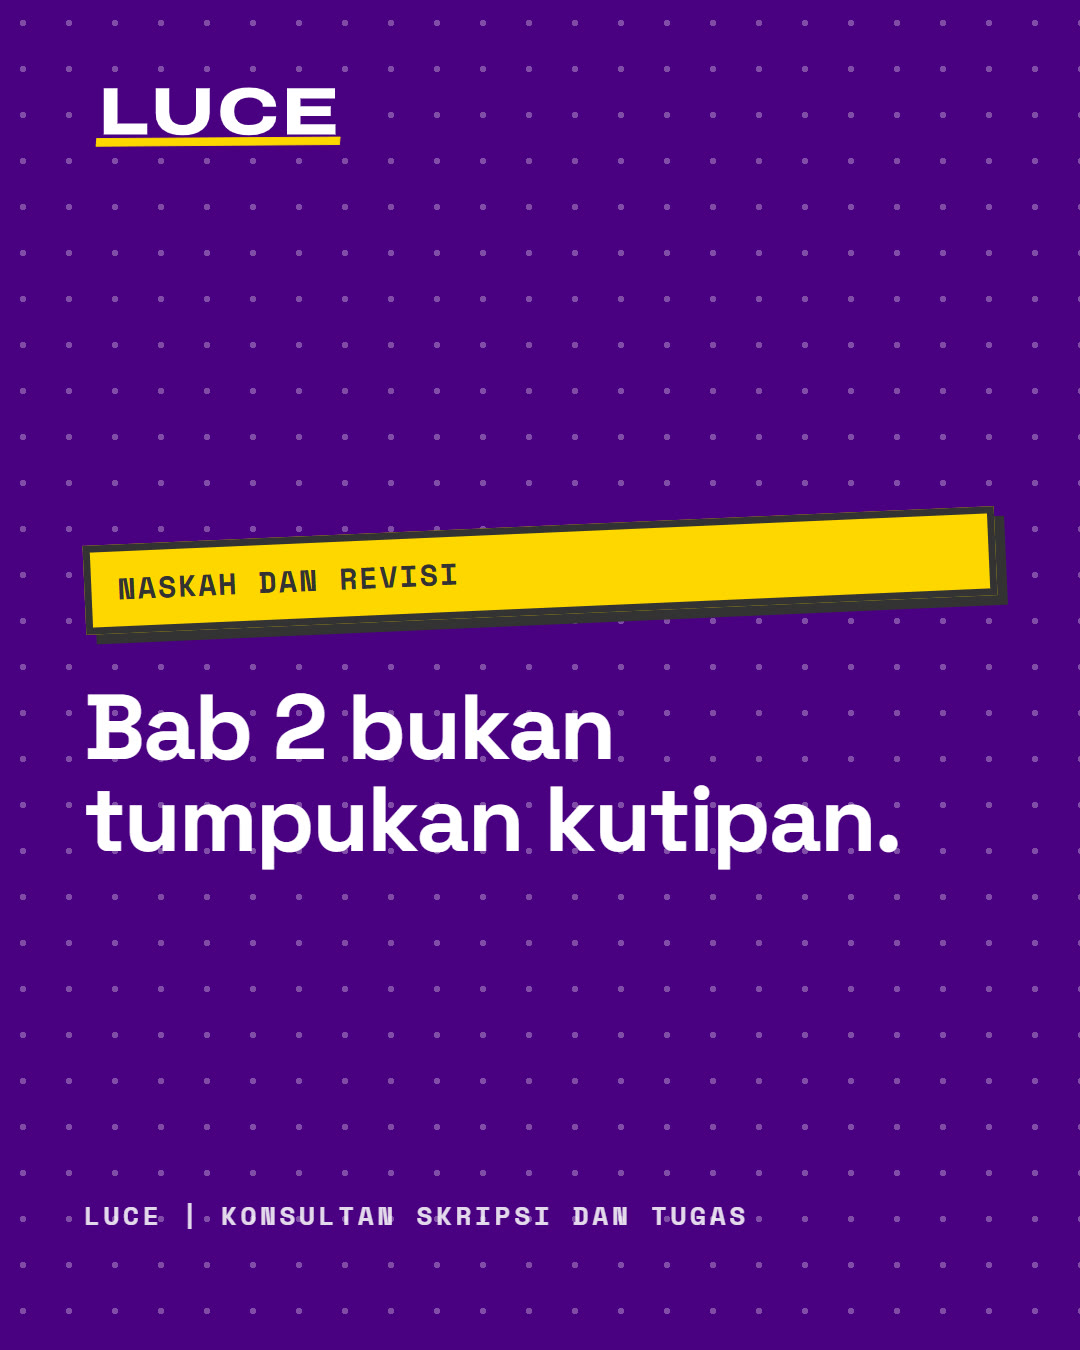 LUCE
NASKAH DAN REVISI
Bab 2 bukan
tumpukan kutipan.
LUCE | KONSULTAN SKRIPSI DAN TUGAS